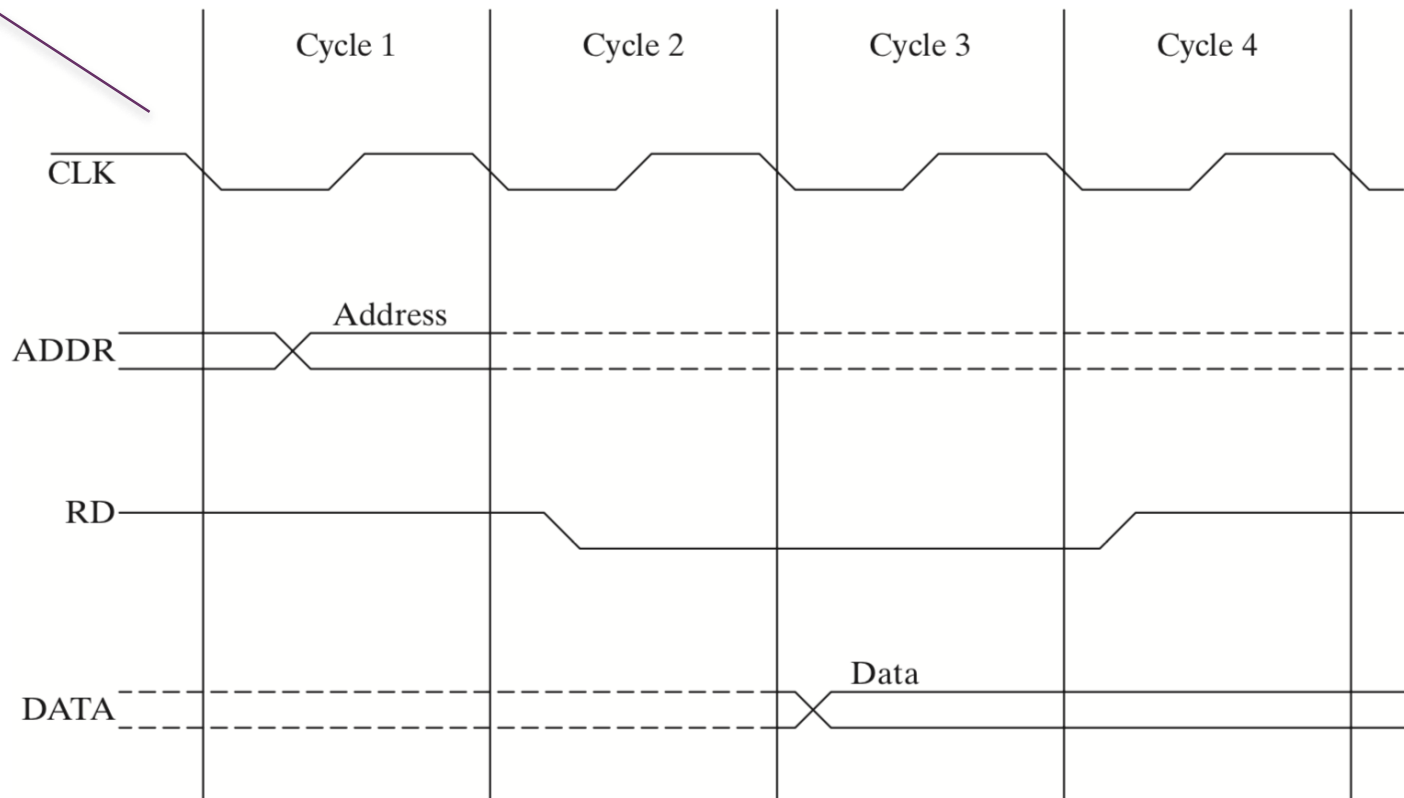 Cycle 1 Cycle 2 Cycle 3 Cycle 4
CLK
Address
ADDR
RD
Data
DATA